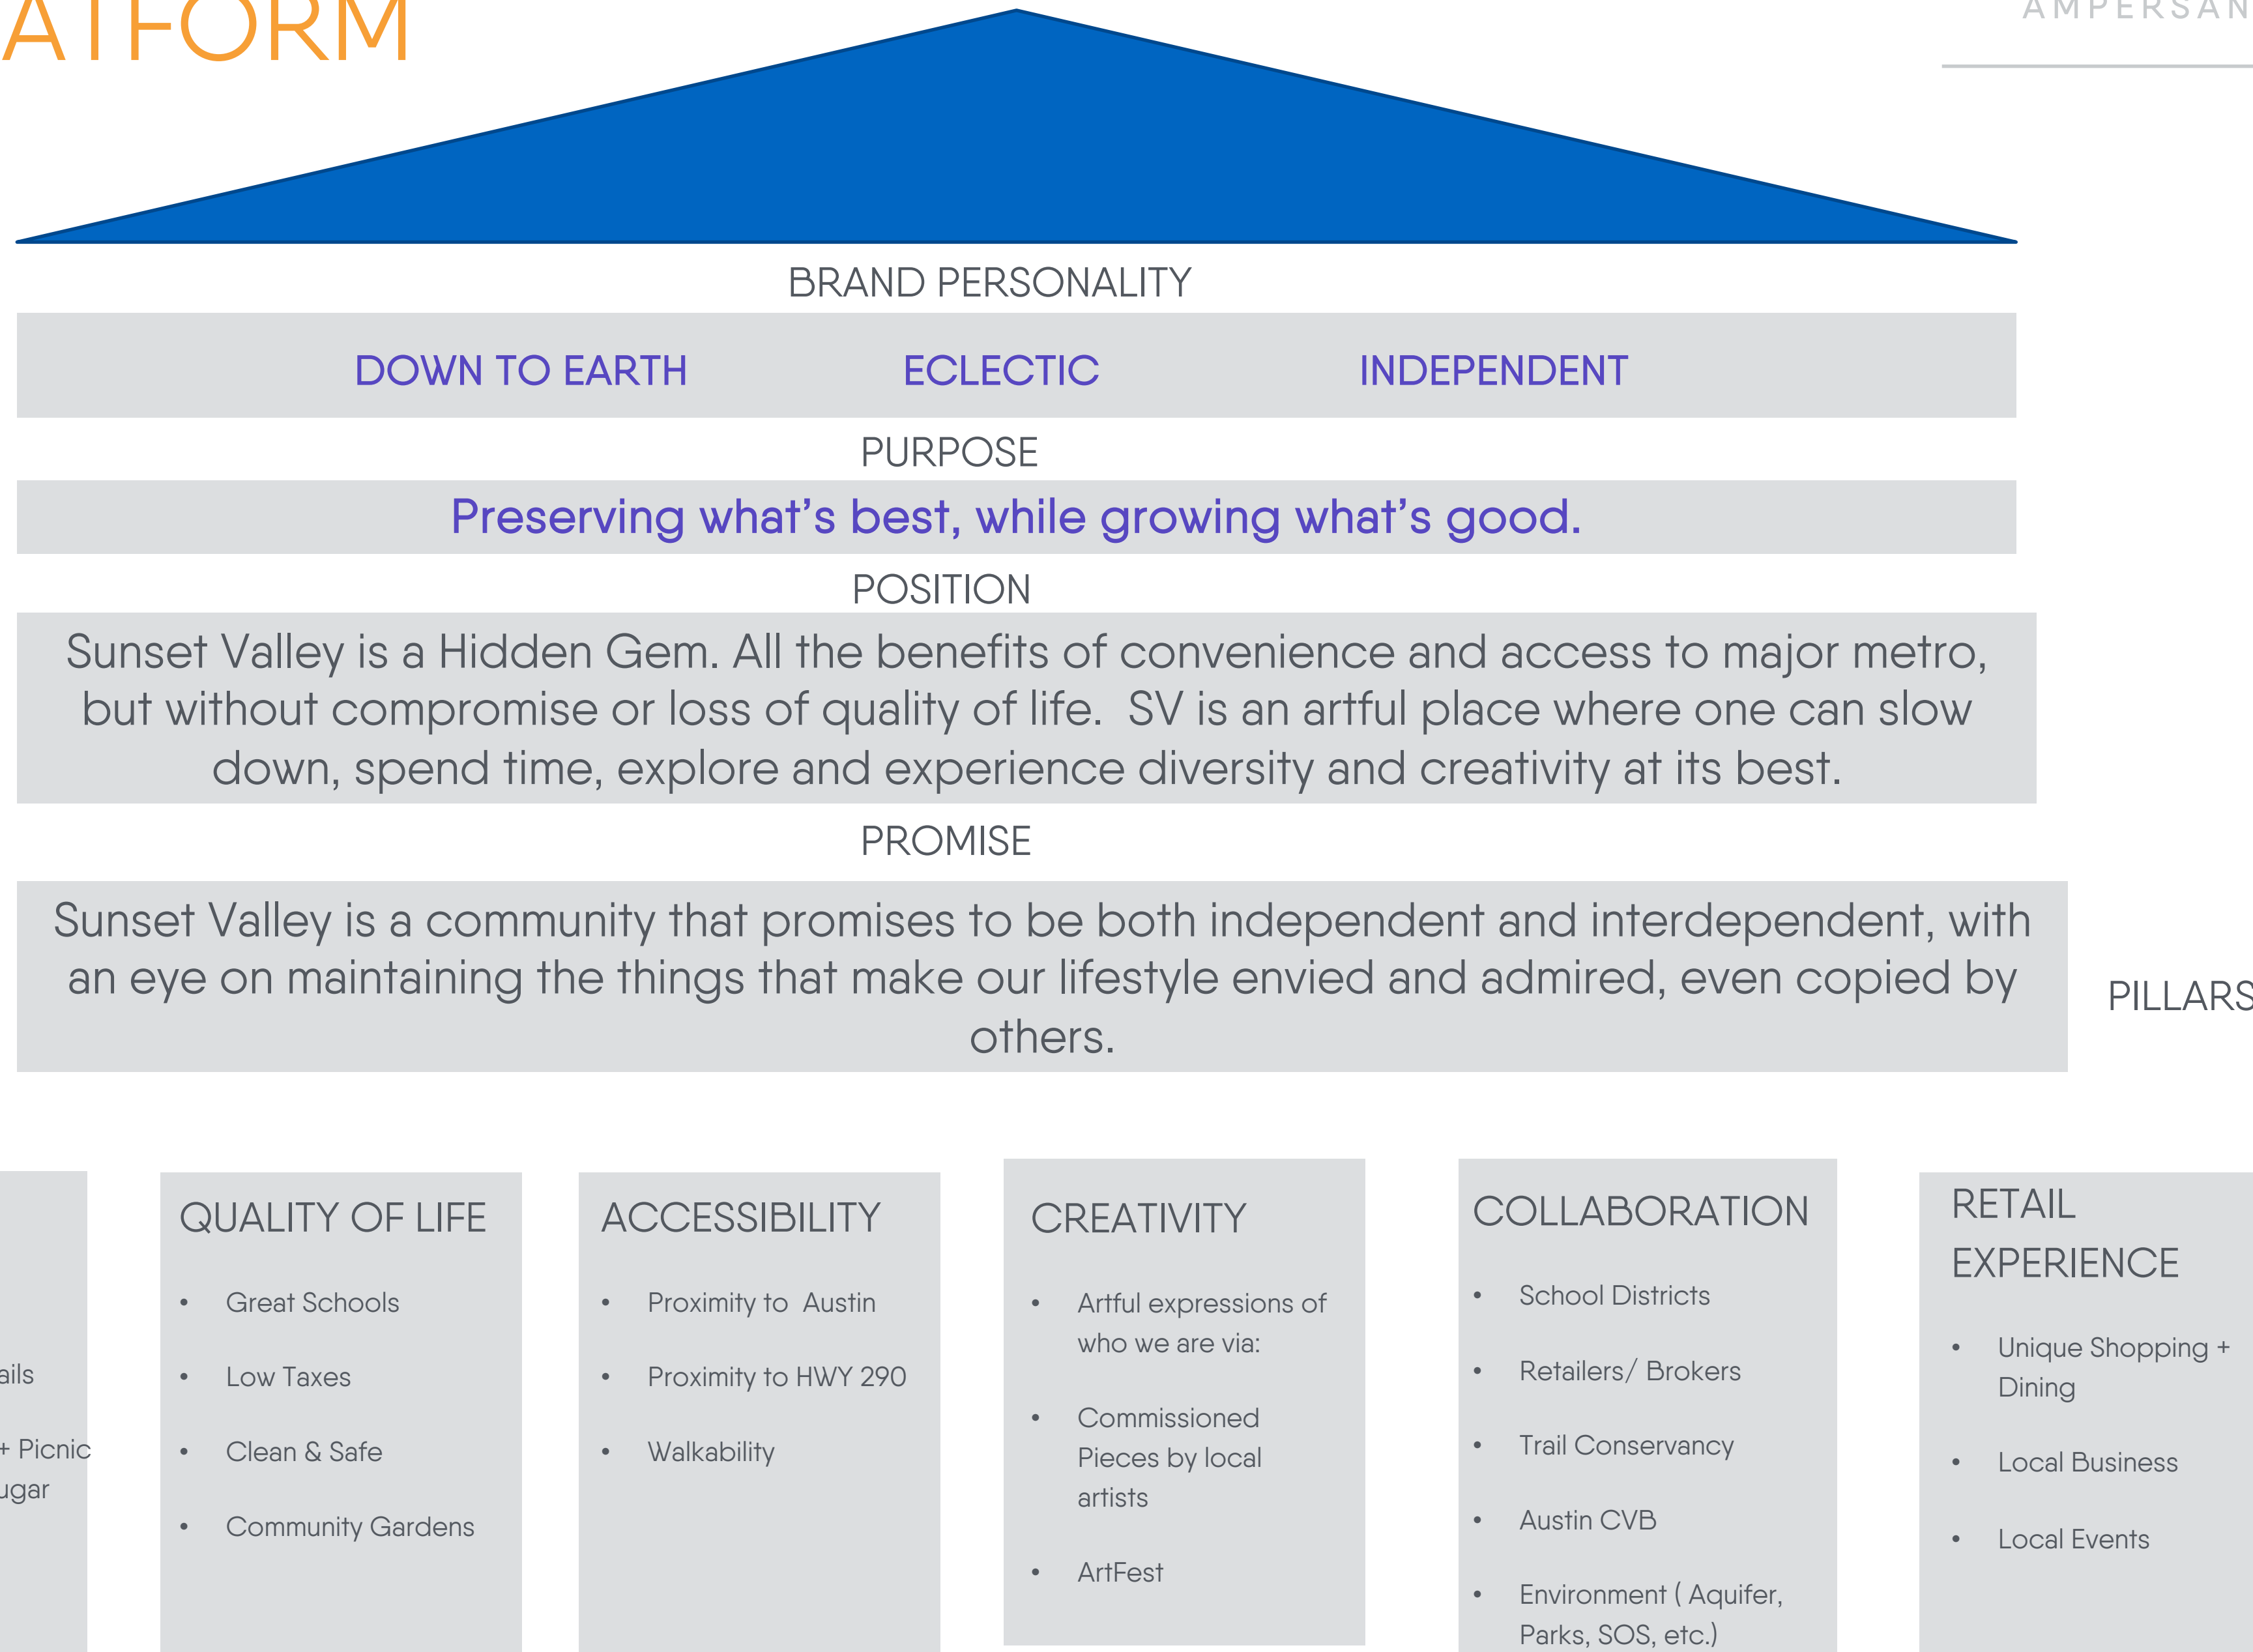 ATFORM
AMPERSAN
BRAND PERSONALITY
DOWN TO EARTH ECLECTIC INDEPENDENT
PURPOSE
Preserving what's best, while growing what's good.
POSITION
Sunset Valley is a Hidden Gem. All the benefits of convenience and access to major metro,
but without compromise or loss of quality of life. SV is an artful place where one can slow
down, spend time, explore and experience diversity and creativity at its best.
PROMISE
Sunset Valley is a community that promises to be both independent and interdependent, with
an eye on maintaining the things that make our lifestyle envied and admired, even copied by
others.
PILLARS
ails
+ Picnic
ugar
QUALITY OF LIFE
• Great Schools
• Low Taxes
• Clean & Safe
• Community Gardens
ACCESSIBILITY
• Proximity to Austin
• Proximity to HWY 290
• Walkability
CREATIVITY
• Artful expressions of
who we are via:
• Commissioned
Pieces by local
artists
• ArtFest
COLLABORATION
• School Districts
• Retailers/ Brokers
• Trail Conservancy
• Austin CVB
• Environment ( Aquifer,
Parks, SOS, etc.)
RETAIL
EXPERIENCE
• Unique Shopping +
Dining
• Local Business
• Local Events